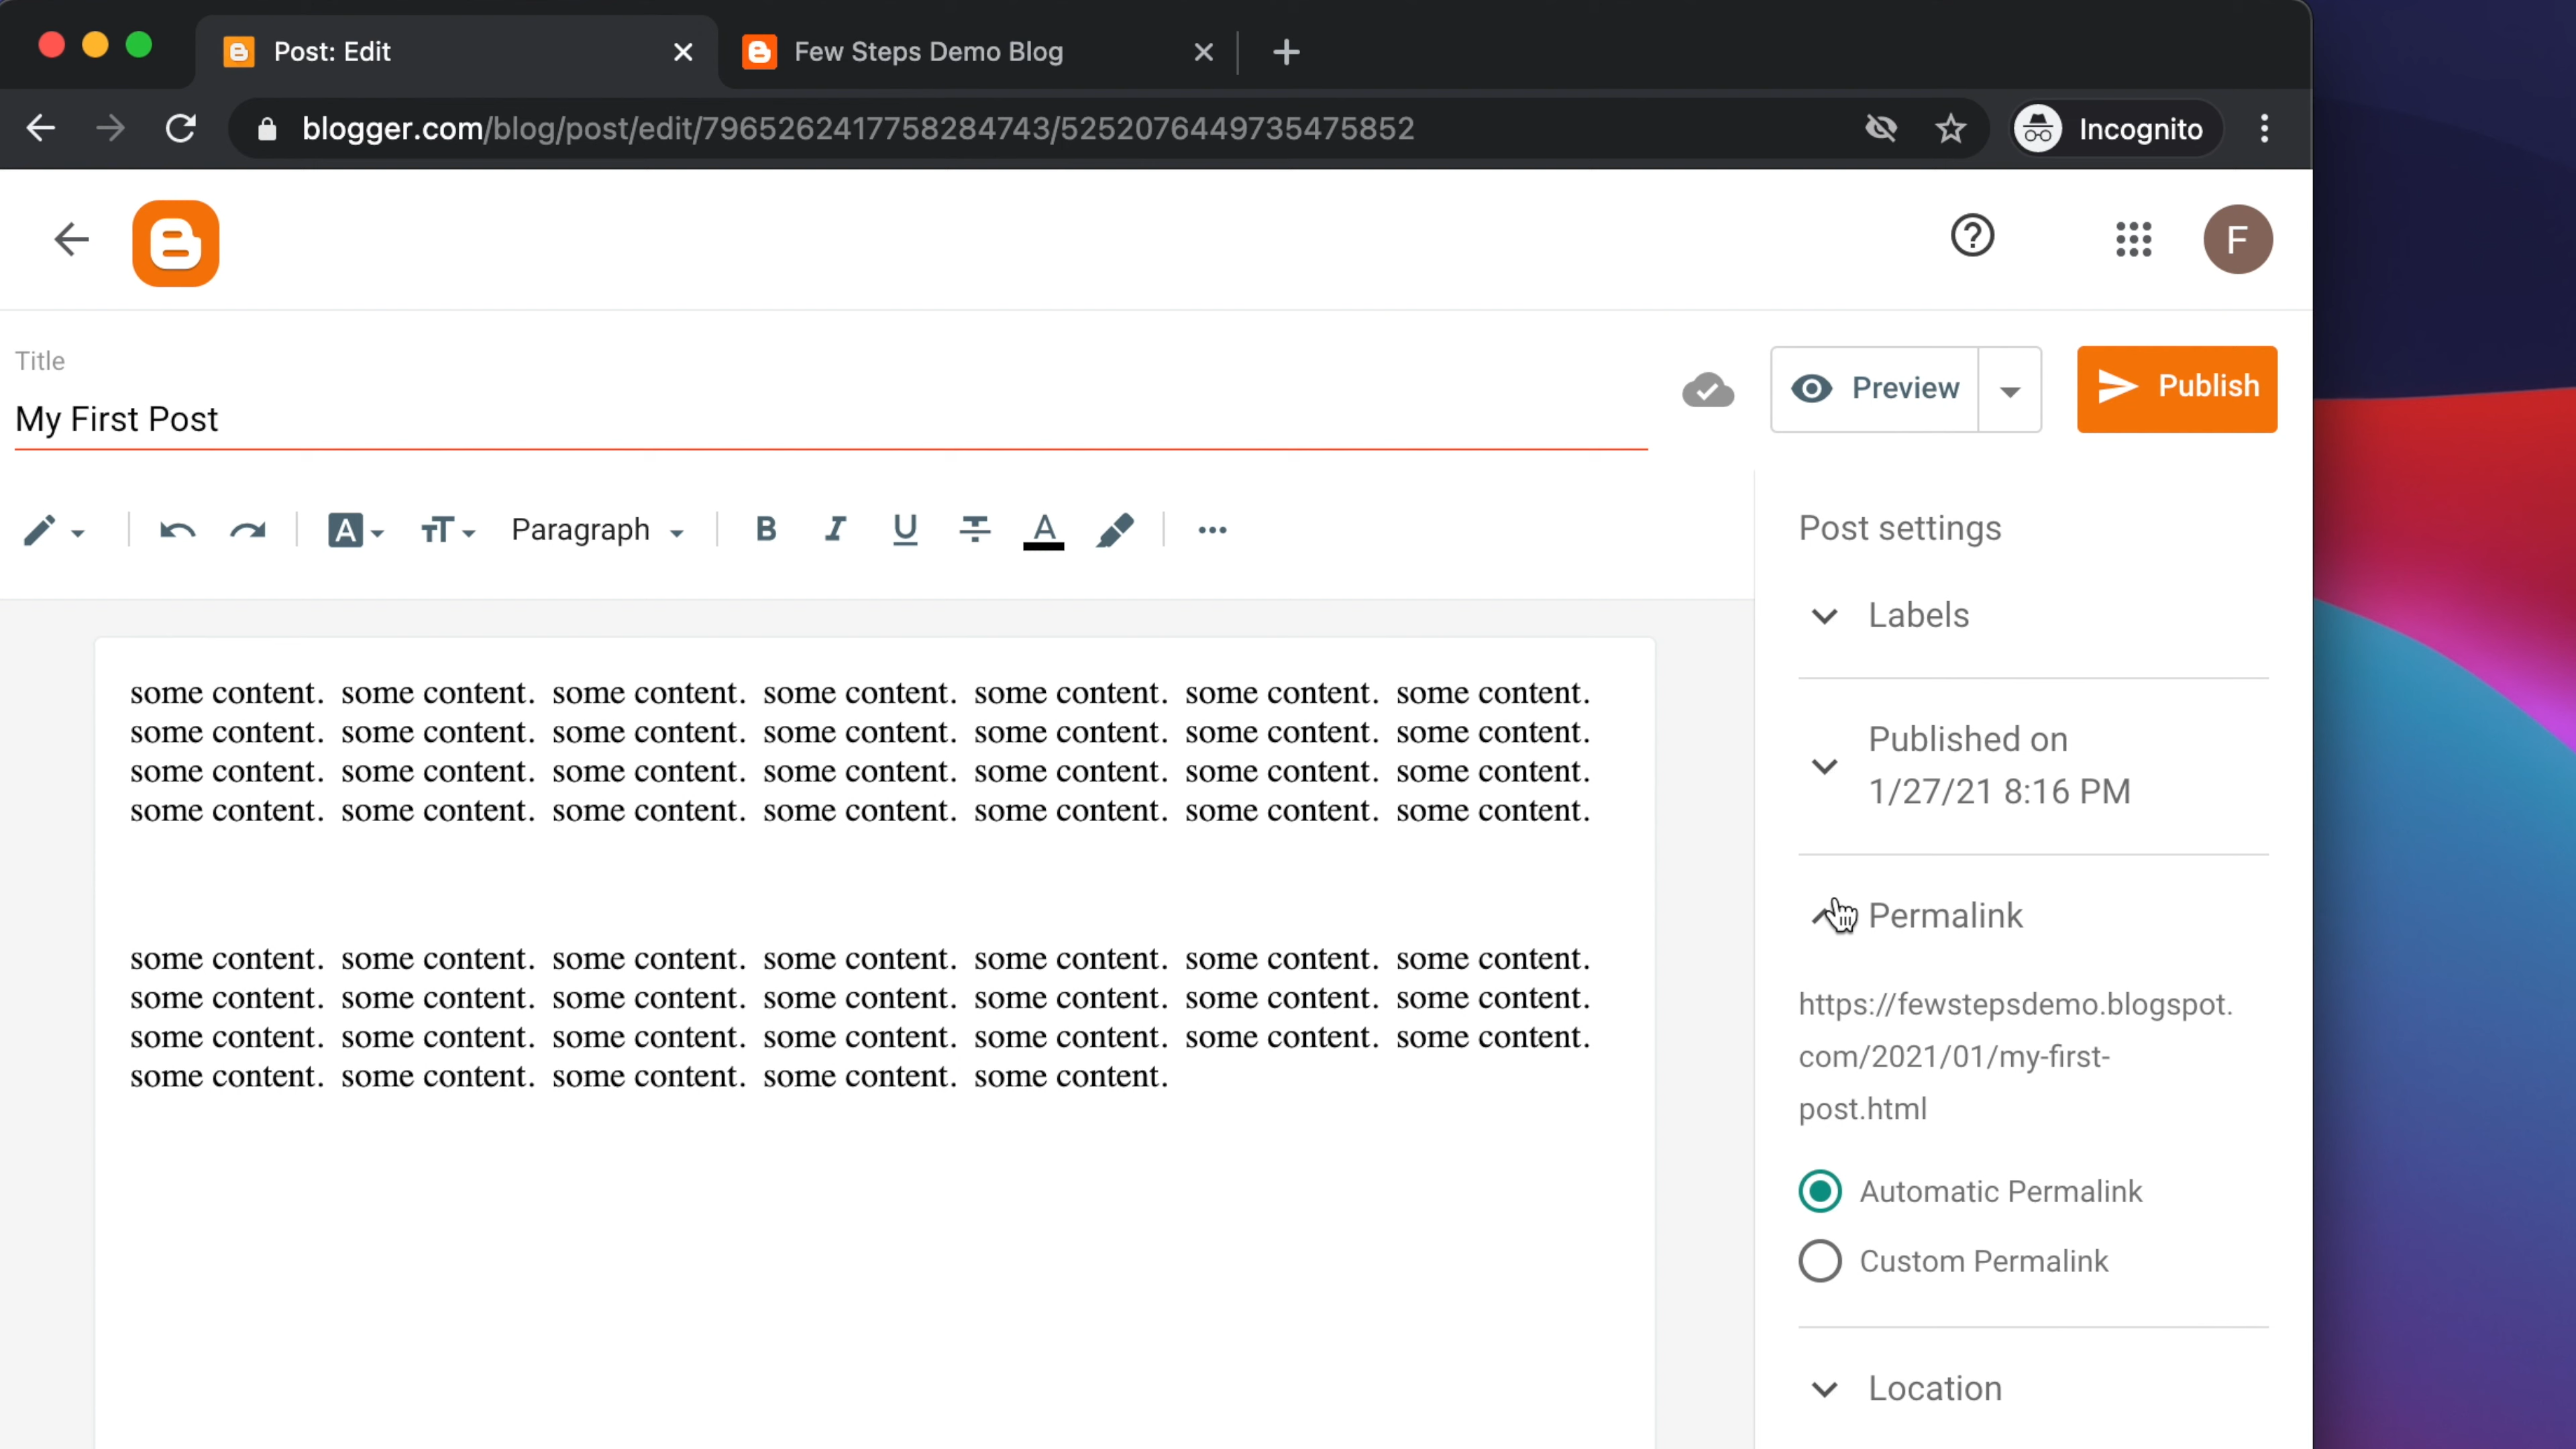 Post: Edit
Few Steps Demo Blog
blogger.com/blog/post/edit/7965262417758284743/5252076449735475852
Incognito
F
Title
My First Post
Preview
Publish
Paragraph
B I U T A
some content.  some content.  some content.  some content.  some content.  some content.  some content.
some content.  some content.  some content.  some content.  some content.  some content.  some content.
some content.  some content.  some content.  some content.  some content.  some content.  some content.
some content.  some content.  some content.  some content.  some content.  some content.  some content.
some content.  some content.  some content.  some content.  some content.  some content.  some content.
some content.  some content.  some content.  some content.  some content.  some content.  some content.
some content.  some content.  some content.  some content.  some content.  some content.  some content.
some content.  some content.  some content.  some content.  some content.
Post settings
Labels
Published on
1/27/21 8:16 PM
Permalink
https://fewstepsdemo.blogspot.
com/2021/01/my-first-
post.html
Automatic Permalink
Custom Permalink
Location